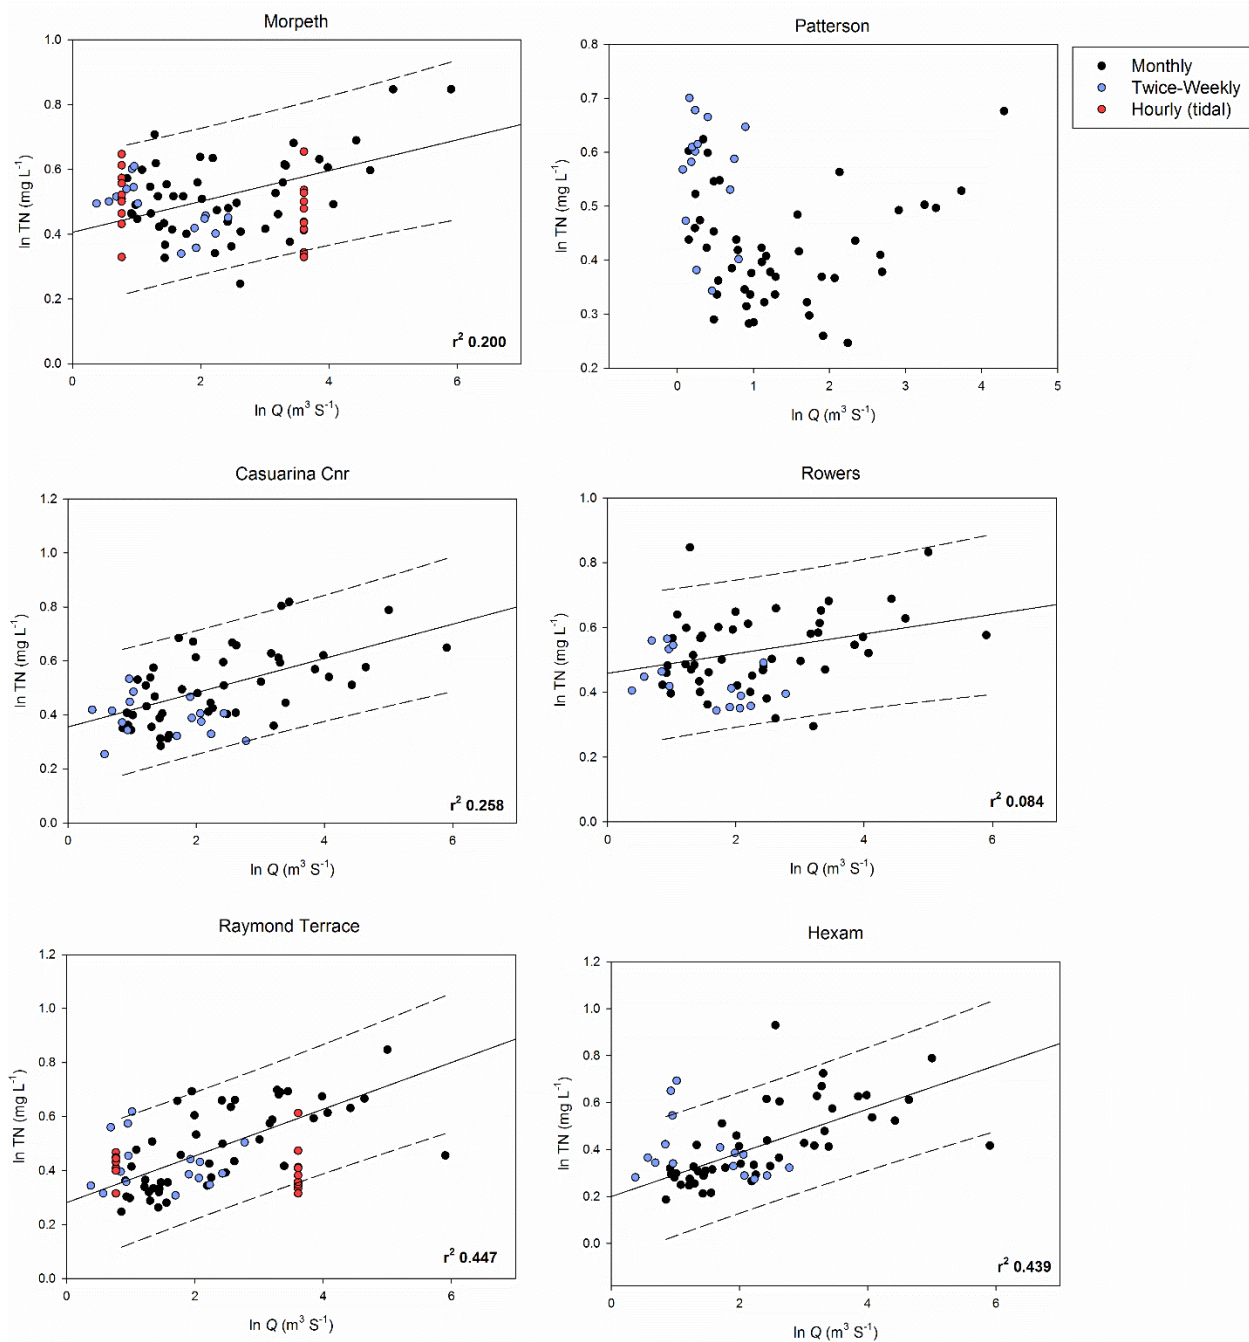 Morpeth
ln TN (mg L⁻¹)
1.0
0.8
0.6
0.4
0.2
0.0
0
2
4
6
r² 0.200
ln Q (m³ S⁻¹)
Patterson
ln TN (mg L⁻¹)
0.8
0.7
0.6
0.5
0.4
0.3
0.2
0
1
2
3
4
5
ln Q (m³ S⁻¹)
Monthly
Twice-Weekly
Hourly (tidal)
Casuarina Cnr
ln TN (mg L⁻¹)
1.2
1.0
0.8
0.6
0.4
0.2
0.0
0
2
4
6
r² 0.258
ln Q (m³ S⁻¹)
Rowers
ln TN (mg L⁻¹)
1.0
0.8
0.6
0.4
0.2
0.0
0
2
4
6
r² 0.084
ln Q (m³ S⁻¹)
Raymond Terrace
ln TN (mg L⁻¹)
1.2
1.0
0.8
0.6
0.4
0.2
0.0
0
2
4
6
r² 0.447
ln Q (m³ S⁻¹)
Hexam
ln TN (mg L⁻¹)
1.2
1.0
0.8
0.6
0.4
0.2
0.0
0
2
4
6
r² 0.439
ln Q (m³ S⁻¹)